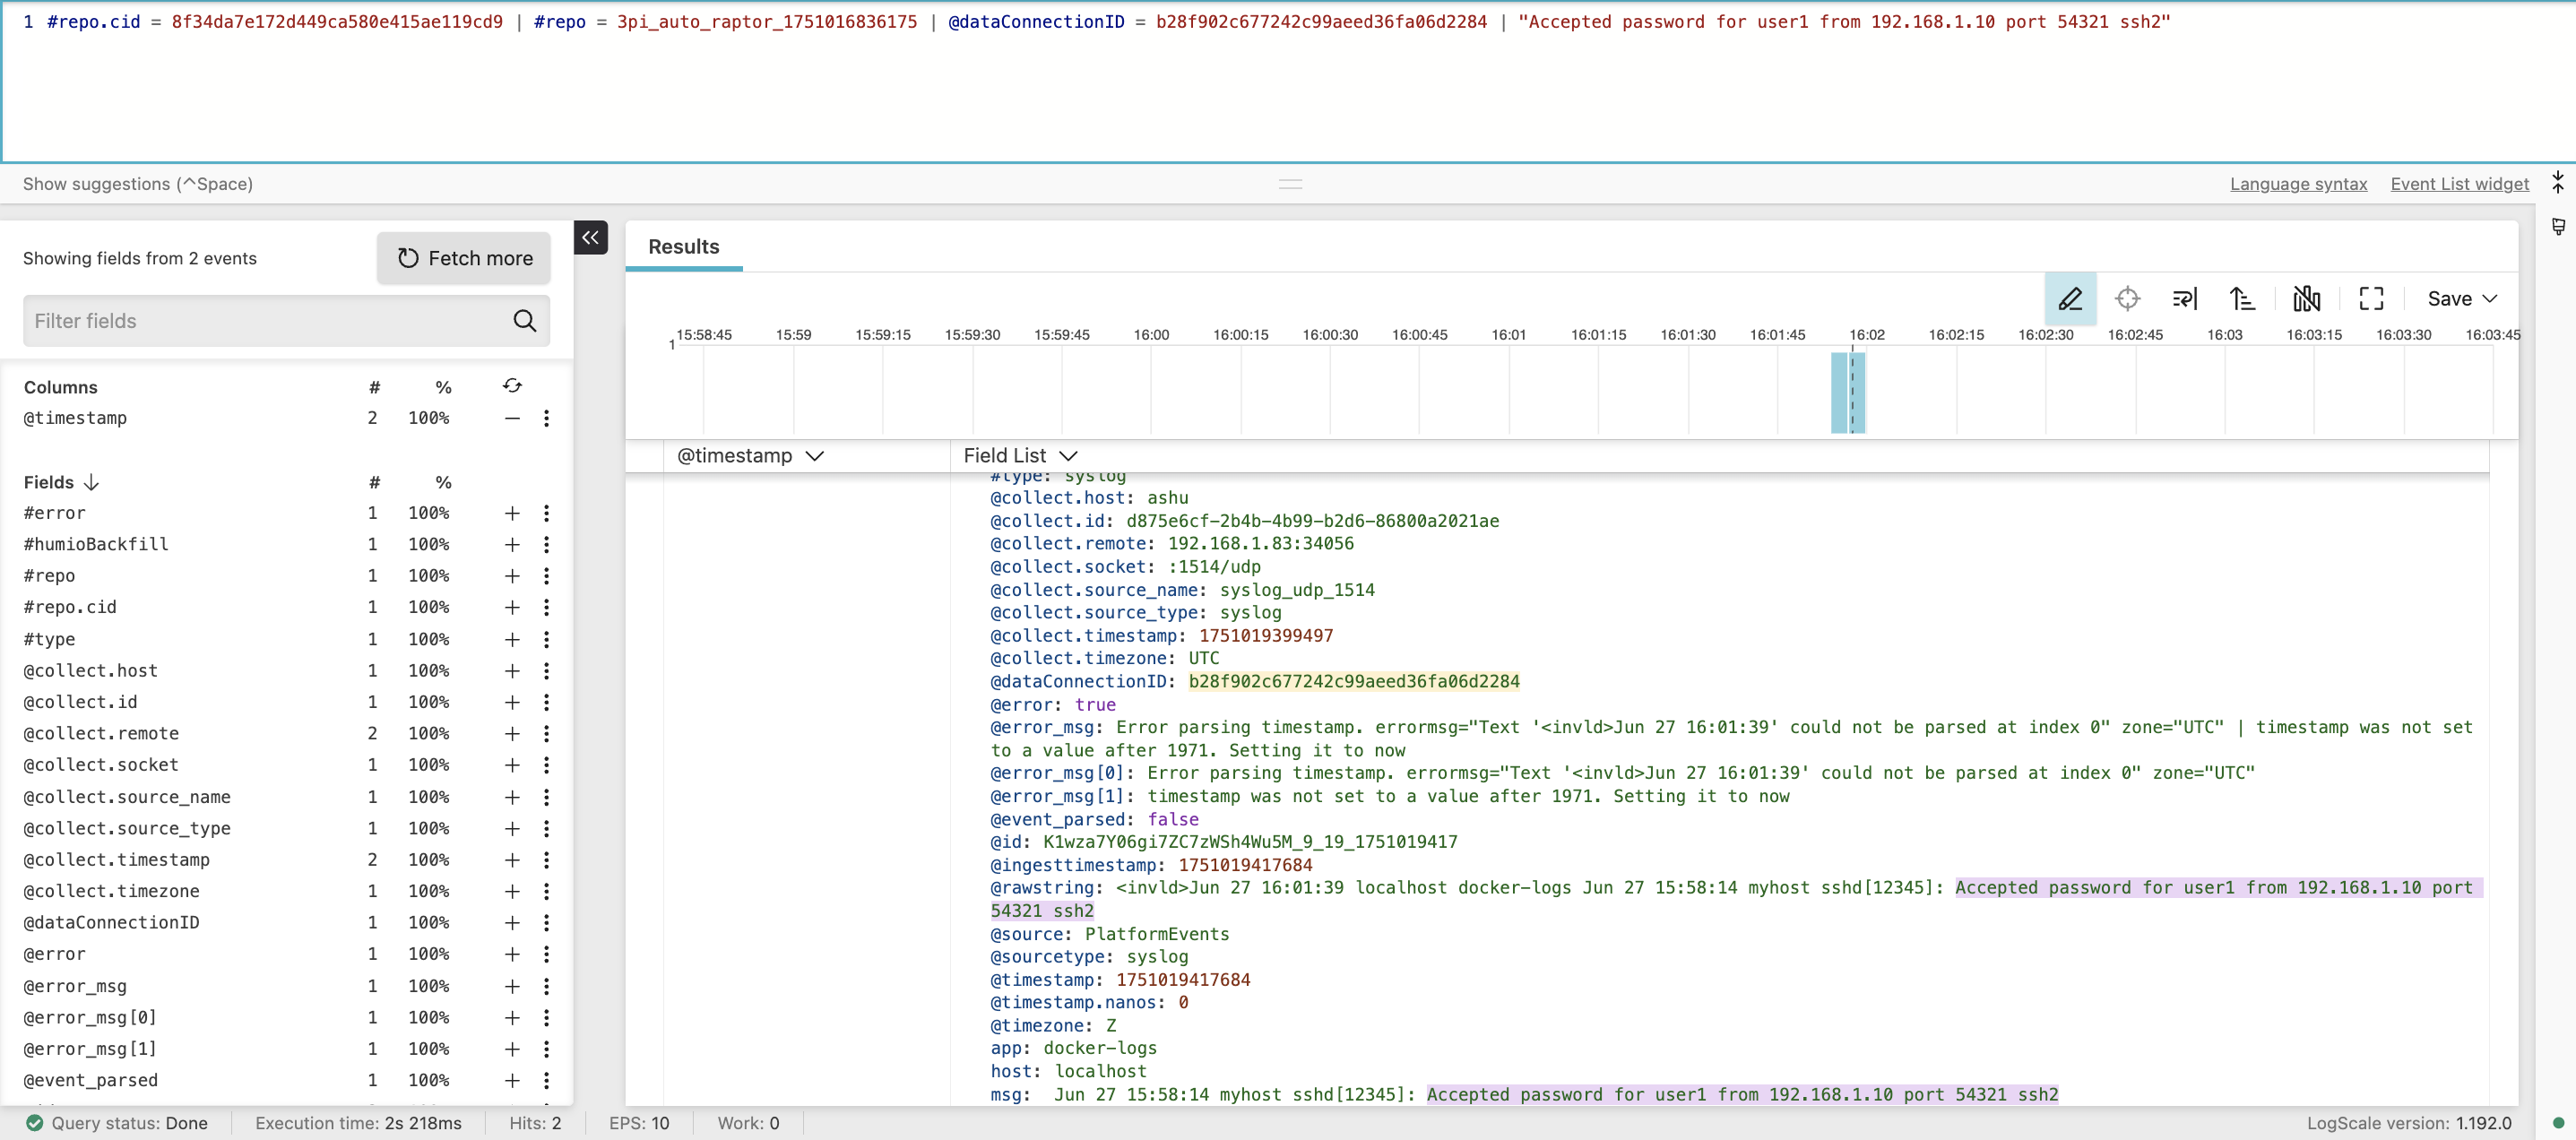 1 #repo.cid = 8f34da7e172d449ca580e415ae119cd9 | #repo = 3pi_auto_raptor_1751016836175 | @dataConnectionID = b28f902c677242c99aeed36fa06d2284 | "Accepted password for user1 from 192.168.1.10 port 54321 ssh2"
Show suggestions (^Space)
Language syntax Event List widget
Showing fields from 2 events
Fetch more
Filter fields
Columns # %
@timestamp 2 100%
Fields # %
#error 1 100%
#humioBackfill 1 100%
#repo 1 100%
#repo.cid 1 100%
#type 1 100%
@collect.host 1 100%
@collect.id 1 100%
@collect.remote 2 100%
@collect.socket 1 100%
@collect.source_name 1 100%
@collect.source_type 1 100%
@collect.timestamp 2 100%
@collect.timezone 1 100%
@dataConnectionID 1 100%
@error 1 100%
@error_msg 1 100%
@error_msg[0] 1 100%
@error_msg[1] 1 100%
@event_parsed 1 100%
Results
Save
15:58:45 15:59 15:59:15 15:59:30 15:59:45 16:00 16:00:15 16:00:30 16:00:45 16:01 16:01:15 16:01:30 16:01:45 16:02 16:02:15 16:02:30 16:02:45 16:03 16:03:15 16:03:30 16:03:45
1
@timestamp Field List
#type: syslog
@collect.host: ashu
@collect.id: d875e6cf-2b4b-4b99-b2d6-86800a2021ae
@collect.remote: 192.168.1.83:34056
@collect.socket: :1514/udp
@collect.source_name: syslog_udp_1514
@collect.source_type: syslog
@collect.timestamp: 1751019399497
@collect.timezone: UTC
@dataConnectionID: b28f902c677242c99aeed36fa06d2284
@error: true
@error_msg: Error parsing timestamp. errormsg="Text '<invld>Jun 27 16:01:39' could not be parsed at index 0" zone="UTC" | timestamp was not set
to a value after 1971. Setting it to now
@error_msg[0]: Error parsing timestamp. errormsg="Text '<invld>Jun 27 16:01:39' could not be parsed at index 0" zone="UTC"
@error_msg[1]: timestamp was not set to a value after 1971. Setting it to now
@event_parsed: false
@id: K1wza7Y06gi7ZC7zWSh4Wu5M_9_19_1751019417
@ingesttimestamp: 1751019417684
@rawstring: <invld>Jun 27 16:01:39 localhost docker-logs Jun 27 15:58:14 myhost sshd[12345]: Accepted password for user1 from 192.168.1.10 port
54321 ssh2
@source: PlatformEvents
@sourcetype: syslog
@timestamp: 1751019417684
@timestamp.nanos: 0
@timezone: Z
app: docker-logs
host: localhost
msg: Jun 27 15:58:14 myhost sshd[12345]: Accepted password for user1 from 192.168.1.10 port 54321 ssh2
Query status: Done Execution time: 2s 218ms Hits: 2 EPS: 10 Work: 0 LogScale version: 1.192.0